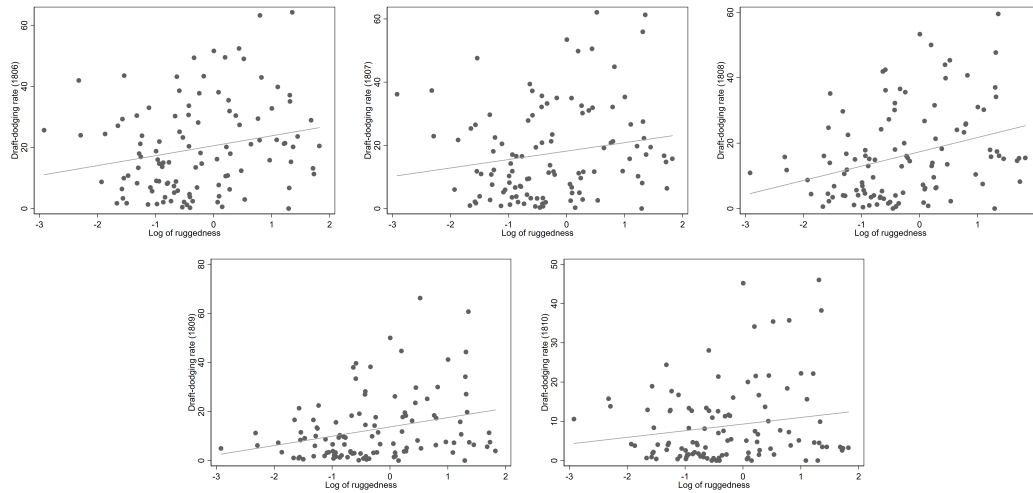 Draft-dodging rate (1806)
0 20 40 60
-3 -2 -1 0 1 2
Log of ruggedness
Draft-dodging rate (1807)
0 20 40 60
-3 -2 -1 0 1 2
Log of ruggedness
Draft-dodging rate (1808)
0 20 40 60
-3 -2 -1 0 1
Log of ruggedness
Draft-dodging rate (1809)
0 20 40 60 80
-3 -2 -1 0 1 2
Log of ruggedness
Draft-dodging rate (1810)
0 10 20 30 40 50
-3 -2 -1 0 1 2
Log of ruggedness